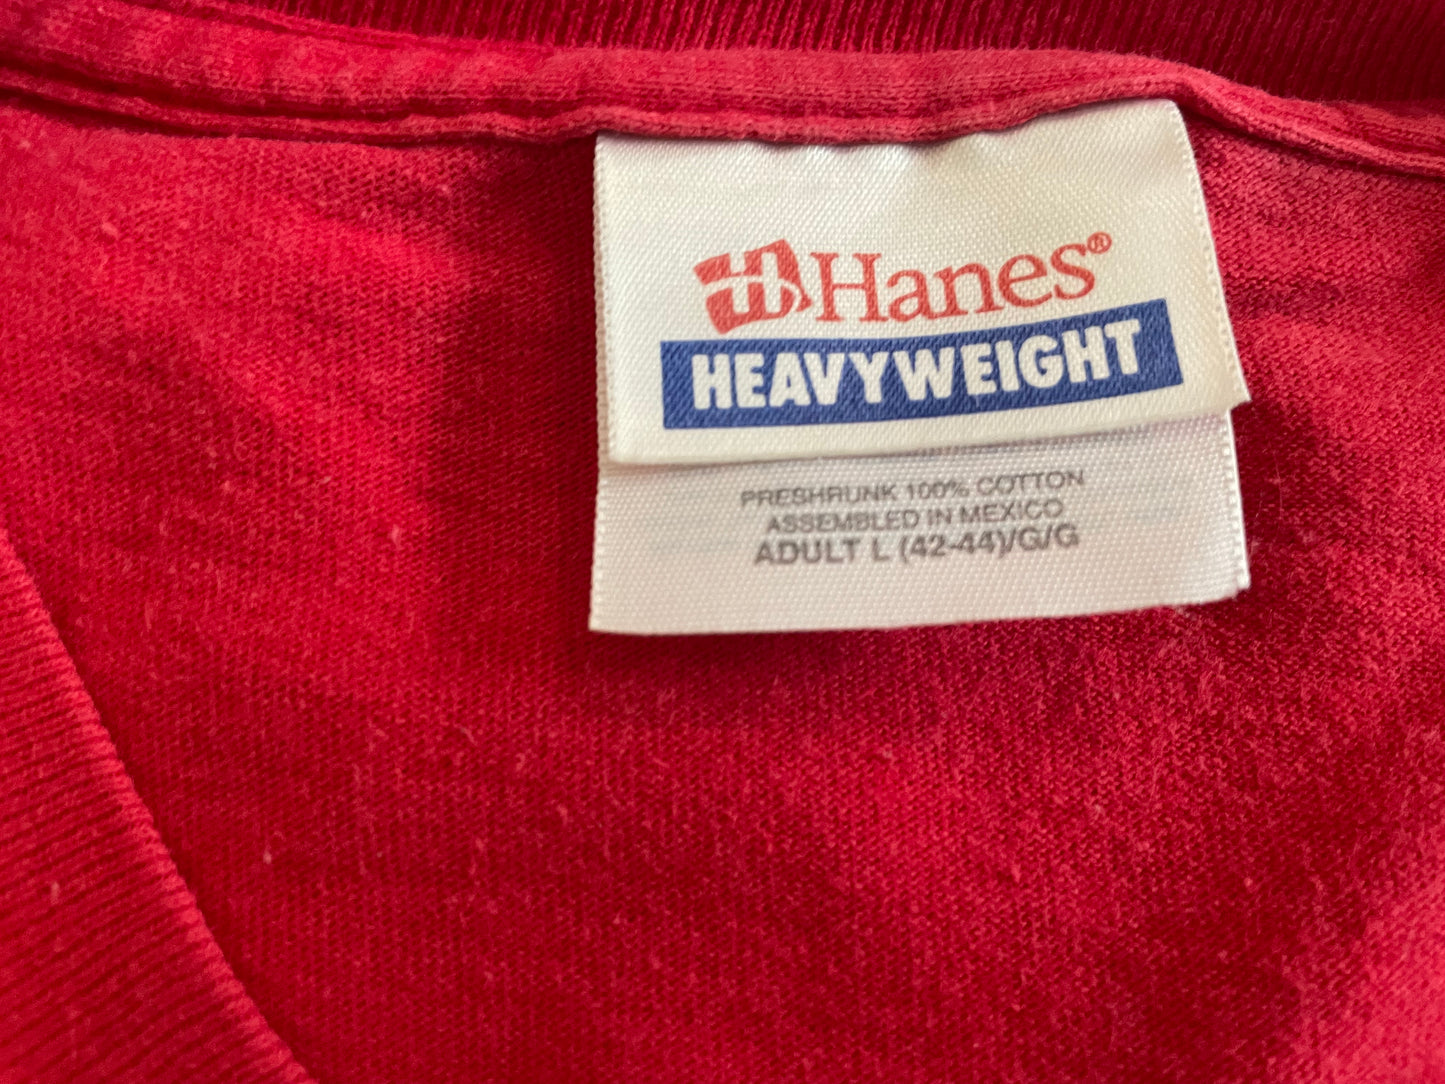 Hanes®
HEAVYWEIGHT
PRESHRUNK 100% COTTON
ASSEMBLED IN MEXICO
ADULT L (42-44)/G/G